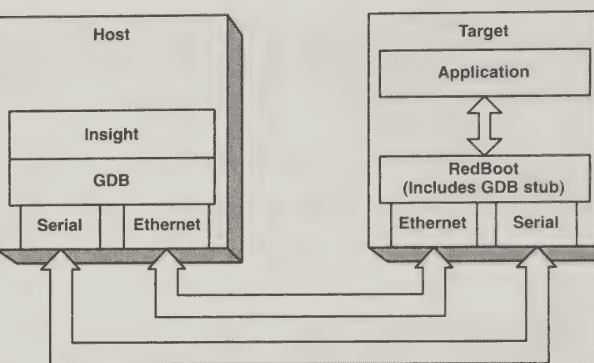 Host
Insight
GDB
Serial
Ethernet
Target
Application
RedBoot
(Includes GDB stub)
Ethernet
Serial